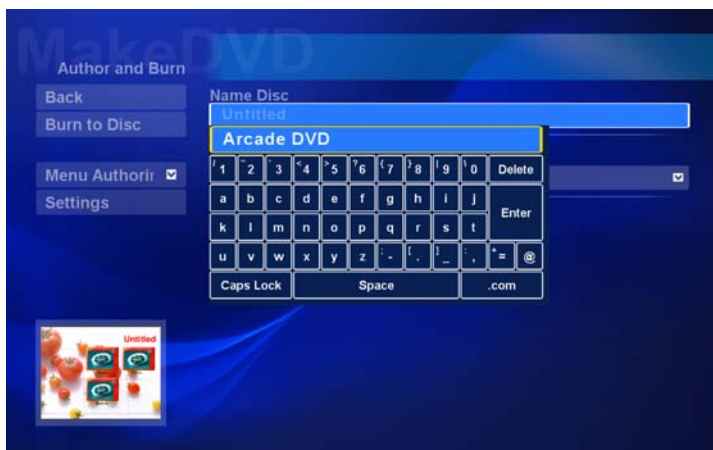 MakeDVD
Author and Burn
Back
Burn to Disc
Menu Authorir
Settings
Name Disc
Untitled
Arcade DVD
1 2 3 < 4 > 5 ? 6 { 7 } 8 | 9 \ 0 Delete
a b c d e f g h i j
Enter
k l m n o p q r s t
u v w x y z ; - [ . ] _ : , = @
Caps Lock Space .com
Untitled